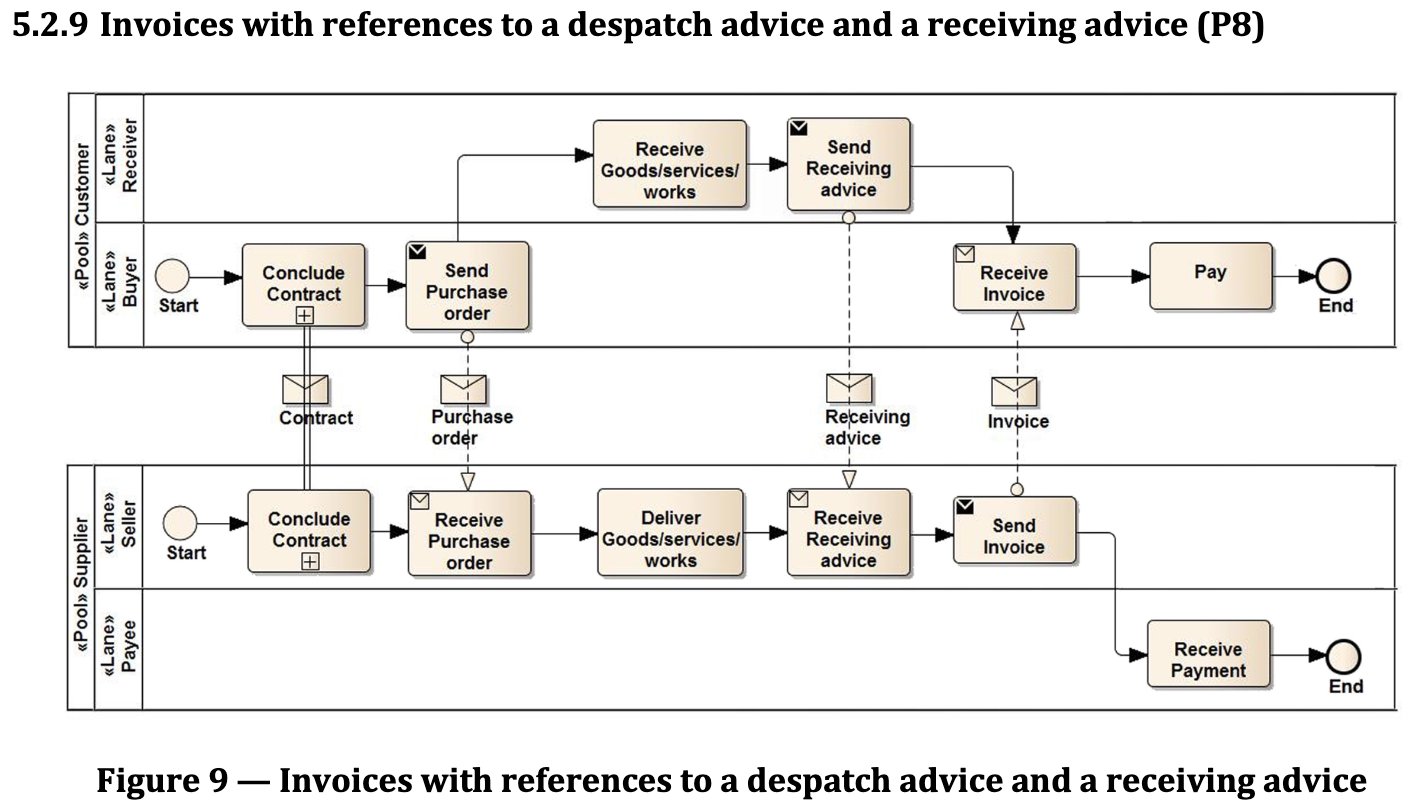 5.2.9 Invoices with references to a despatch advice and a receiving advice (P8)
«Pool» Customer
«Lane»
Receiver
Receive
Goods/services/
works
Send
Receiving
advice
«Lane»
Buyer
Start
Conclude
Contract
Send
Purchase
order
Receive
Invoice
Pay
End
Contract
Purchase
order
Receiving
advice
Invoice
«Pool» Supplier
«Lane»
Seller
Start
Conclude
Contract
Receive
Purchase
order
Deliver
Goods/services/
works
Receive
Receiving
advice
Send
Invoice
«Lane»
Payee
Receive
Payment
End
Figure 9 — Invoices with references to a despatch advice and a receiving advice